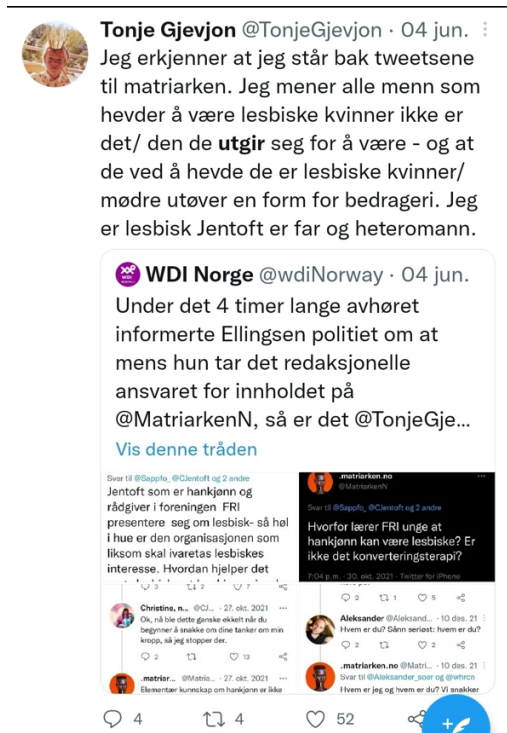 Tonje Gjevjon @TonjeGjevjon · 04 jun.
Jeg erkjenner at jeg står bak tweetsene
til matriarken. Jeg mener alle menn som
hevder å være lesbiske kvinner ikke er
det/ den de utgir seg for å være - og at
de ved å hevde de er lesbiske kvinner/
mødre utøver en form for bedrageri. Jeg
er lesbisk Jentoft er far og heteromann.
WDI Norge @wdiNorway · 04 jun.
Under det 4 timer lange avhøret
informerte Ellingsen politiet om at
mens hun tar det redaksjonelle
ansvaret for innholdet på
@MatriarkenN, så er det @TonjeGje...
Vis denne tråden
Svar til @Sappfo_ @CJentoft og 2 andre
Jentoft som er hankjønn og
rådgiver i foreningen FRI
presentere seg om lesbisk- så høl
i hue er den organisasjonen som
liksom skal ivaretas lesbiskes
interesse. Hvordan hjelper det
3 2 7
Christine, n... @CJ... · 27. okt. 2021
Ok, nå ble dette ganske ekkelt når du
begynner å snakke om dine tanker om min
kropp, så jeg stopper der.
2 13
.matriar... @Matria... · 27. okt. 2021
Elementær kunnskap om hankjønn er ikke
.matriarken.no
@MatriarkenN
Svar til @Sappfo_ @CJentoft og 2 andre
Hvorfor lærer FRI unge at
hankjønn kan være lesbiske? Er
ikke det konverteringsterapi?
7:04 p.m. · 30. okt. 2021 · Twitter for iPhone
2 1 5
Aleksander @Aleksand... · 10 des. 21
Hvem er du? Sånn seriøst: hvem er du?
2 2
.matriarken.no @Matri... · 10 des. 21
Svar til @Aleksander_soer og @whrcn
Hvem er jeg og hvem er du? Vi snakker
4 4 52